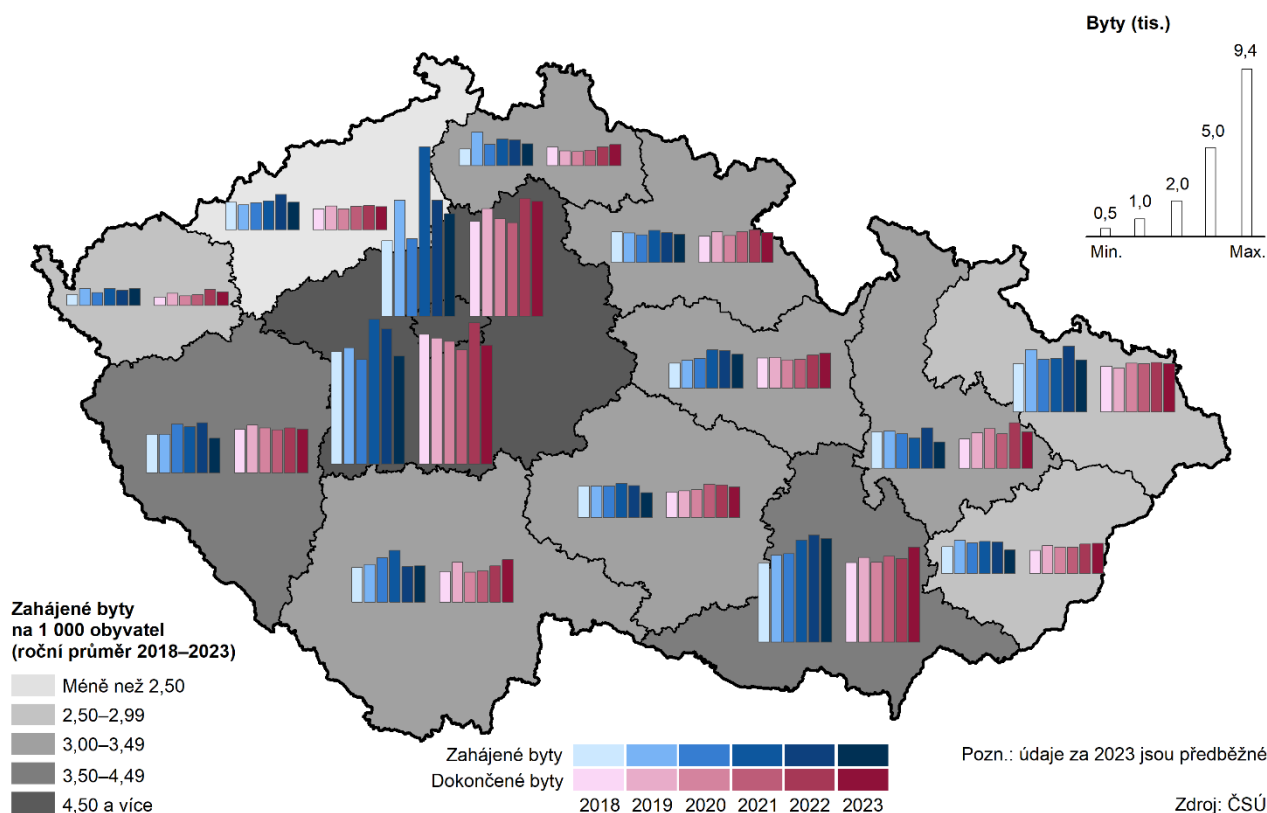 Byty (tis.)
9,4
5,0
2,0
1,0
0,5
Min.
Max.
Zahájené byty
na 1 000 obyvatel
(roční průměr 2018–2023)
Méně než 2,50
2,50–2,99
3,00–3,49
3,50–4,49
4,50 a více
Zahájené byty
Dokončené byty
2018 2019 2020 2021 2022 2023
Pozn.: údaje za 2023 jsou předběžné
Zdroj: ČSÚ